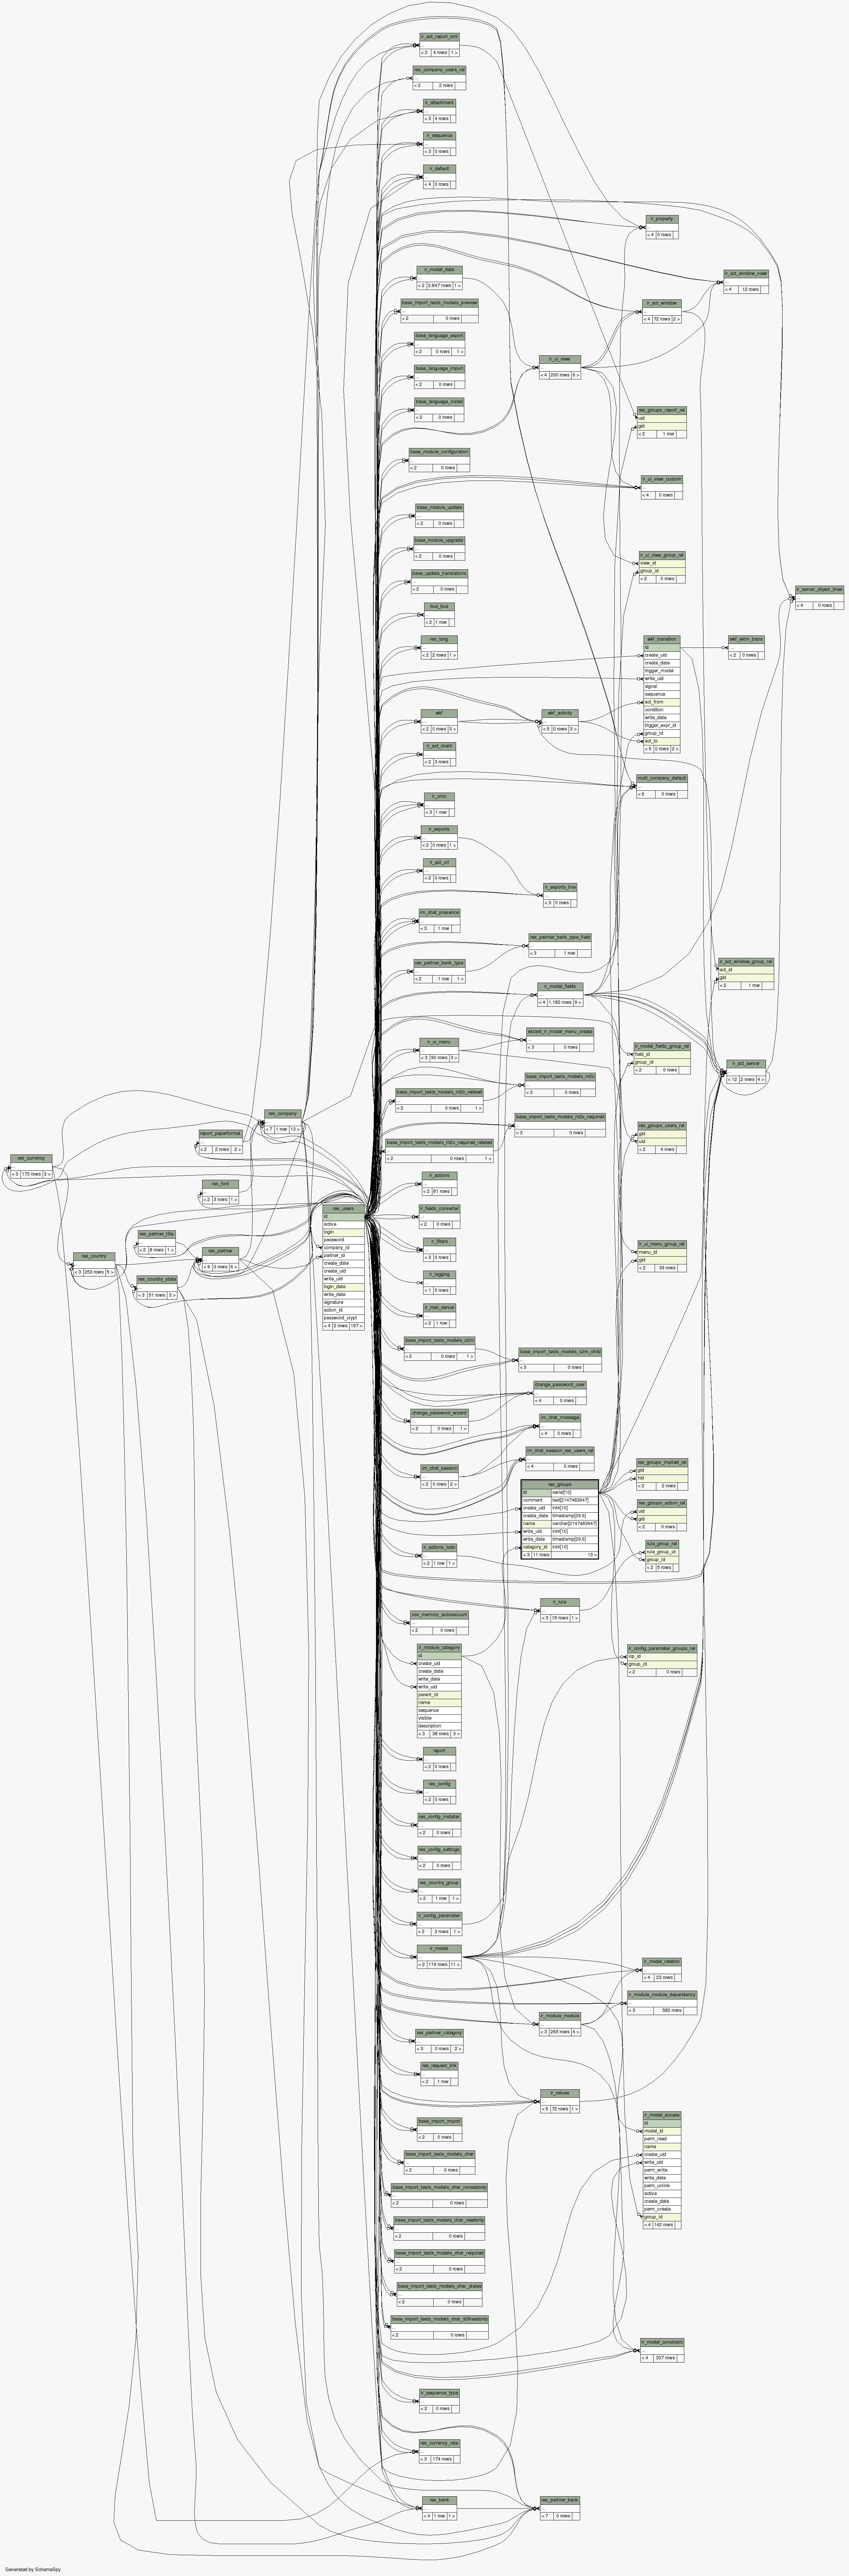 ir_act_report_xml
...
< 3 4 rows 1 >
res_company_users_rel
...
< 2 2 rows
ir_attachment
...
< 3 4 rows
ir_sequence
...
< 3 0 rows
ir_default
...
< 4 0 rows
ir_property
...
< 4 0 rows
ir_model_data
...
< 2 2,847 rows 1 >
ir_act_window_view
...
< 4 12 rows
base_import_tests_models_preview
...
< 2 0 rows
ir_act_window
...
< 4 72 rows 2 >
base_language_export
...
< 2 0 rows 1 >
ir_ui_view
...
< 4 200 rows 6 >
base_language_import
...
< 2 0 rows
base_language_install
...
< 2 0 rows
res_groups_report_rel
uid
gid
< 2 1 row
base_module_configuration
...
< 2 0 rows
ir_ui_view_custom
...
< 4 0 rows
base_module_update
...
< 2 0 rows
base_module_upgrade
...
< 2 0 rows
ir_ui_view_group_rel
view_id
group_id
< 2 0 rows
base_update_translations
...
< 2 0 rows
ir_server_object_lines
...
< 4 0 rows
bus_bus
...
< 2 1 row
res_lang
...
< 2 2 rows 1 >
wkf_transition
id
create_uid
create_date
trigger_model
write_uid
signal
sequence
act_from
condition
write_date
trigger_expr_id
group_id
act_to
< 5 0 rows 2 >
wkf_witm_trans
...
< 2 0 rows
wkf
...
< 2 0 rows 3 >
wkf_activity
...
< 5 0 rows 3 >
ir_act_client
...
< 2 3 rows
multi_company_default
...
< 6 0 rows
ir_cron
...
< 3 1 row
ir_exports
...
< 2 0 rows 1 >
ir_act_url
...
< 2 0 rows
ir_exports_line
...
< 3 0 rows
im_chat_presence
...
< 3 1 row
res_partner_bank_type_field
...
< 3 1 row
res_partner_bank_type
...
< 2 1 row 1 >
ir_act_window_group_rel
act_id
gid
< 2 1 row
ir_model_fields
...
< 4 1,182 rows 9 >
wizard_ir_model_menu_create
...
< 3 0 rows
ir_ui_menu
...
< 3 90 rows 3 >
ir_model_fields_group_rel
field_id
group_id
< 2 0 rows
ir_act_server
...
< 12 2 rows 4 >
base_import_tests_models_m2o
...
< 3 0 rows
base_import_tests_models_m2o_related
...
< 2 0 rows 1 >
res_company
...
< 7 1 row 13 >
base_import_tests_models_m2o_required
...
< 3 0 rows
report_paperformat
...
< 2 2 rows 2 >
base_import_tests_models_m2o_required_related
...
< 2 0 rows 1 >
res_groups_users_rel
gid
uid
< 2 4 rows
res_currency
...
< 3 173 rows 3 >
res_font
...
< 2 3 rows 1 >
ir_actions
...
< 2 81 rows
res_users
id
active
login
password
company_id
partner_id
create_date
create_uid
write_uid
login_date
write_date
signature
action_id
password_crypt
< 4 2 rows 187 >
ir_fields_converter
...
< 2 0 rows
res_partner_title
...
< 2 8 rows 1 >
ir_filters
...
< 3 0 rows
res_partner
...
< 9 3 rows 6 >
ir_ui_menu_group_rel
menu_id
gid
< 2 39 rows
res_country
...
< 3 253 rows 5 >
res_country_state
...
< 3 51 rows 3 >
ir_logging
...
< 1 0 rows
ir_mail_server
...
< 2 1 row
base_import_tests_models_o2m
...
< 2 0 rows 1 >
base_import_tests_models_o2m_child
...
< 3 0 rows
change_password_user
...
< 4 0 rows
change_password_wizard
...
< 2 0 rows 1 >
im_chat_message
...
< 4 0 rows
im_chat_session_res_users_rel
...
< 4 0 rows
im_chat_session
...
< 2 0 rows 2 >
res_groups_implied_rel
gid
hid
< 2 2 rows
res_groups
id serial[10]
comment text[2147483647]
create_uid int4[10]
create_date timestamp[29,6]
name varchar[2147483647]
write_uid int4[10]
write_date timestamp[29,6]
category_id int4[10]
< 3 11 rows 13 >
res_groups_action_rel
uid
gid
< 2 0 rows
ir_actions_todo
...
< 2 1 row 1 >
rule_group_rel
rule_group_id
group_id
< 2 5 rows
ir_rule
...
< 3 15 rows 1 >
osv_memory_autovacuum
...
< 2 0 rows
ir_module_category
id
create_uid
create_date
write_date
write_uid
parent_id
name
sequence
visible
description
< 3 38 rows 3 >
ir_config_parameter_groups_rel
icp_id
group_id
< 2 0 rows
report
...
< 2 0 rows
res_config
...
< 2 0 rows
res_config_installer
...
< 2 0 rows
res_config_settings
...
< 2 0 rows
res_country_group
...
< 2 1 row 1 >
ir_config_parameter
...
< 2 3 rows 1 >
ir_model
...
< 2 113 rows 11 >
ir_model_relation
...
< 4 23 rows
ir_module_module_dependency
...
< 3 582 rows
ir_module_module
...
< 3 269 rows 4 >
res_partner_category
...
< 3 0 rows 2 >
res_request_link
...
< 2 1 row
ir_values
...
< 5 72 rows 1 >
base_import_import
...
< 2 0 rows
ir_model_access
id
model_id
perm_read
name
create_uid
write_uid
perm_write
write_date
perm_unlink
active
create_date
perm_create
group_id
< 4 142 rows
base_import_tests_models_char
...
< 2 0 rows
base_import_tests_models_char_noreadonly
...
< 2 0 rows
base_import_tests_models_char_readonly
...
< 2 0 rows
base_import_tests_models_char_required
...
< 2 0 rows
base_import_tests_models_char_states
...
< 2 0 rows
base_import_tests_models_char_stillreadonly
...
< 2 0 rows
ir_model_constraint
...
< 4 337 rows
ir_sequence_type
...
< 2 0 rows
res_currency_rate
...
< 3 174 rows
res_bank
...
< 4 1 row 1 >
res_partner_bank
...
< 7 0 rows
Generated by SchemaSpy